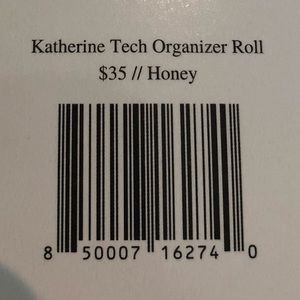 Katherine Tech Organizer Roll
$35 // Honey
8 50007 16274 0